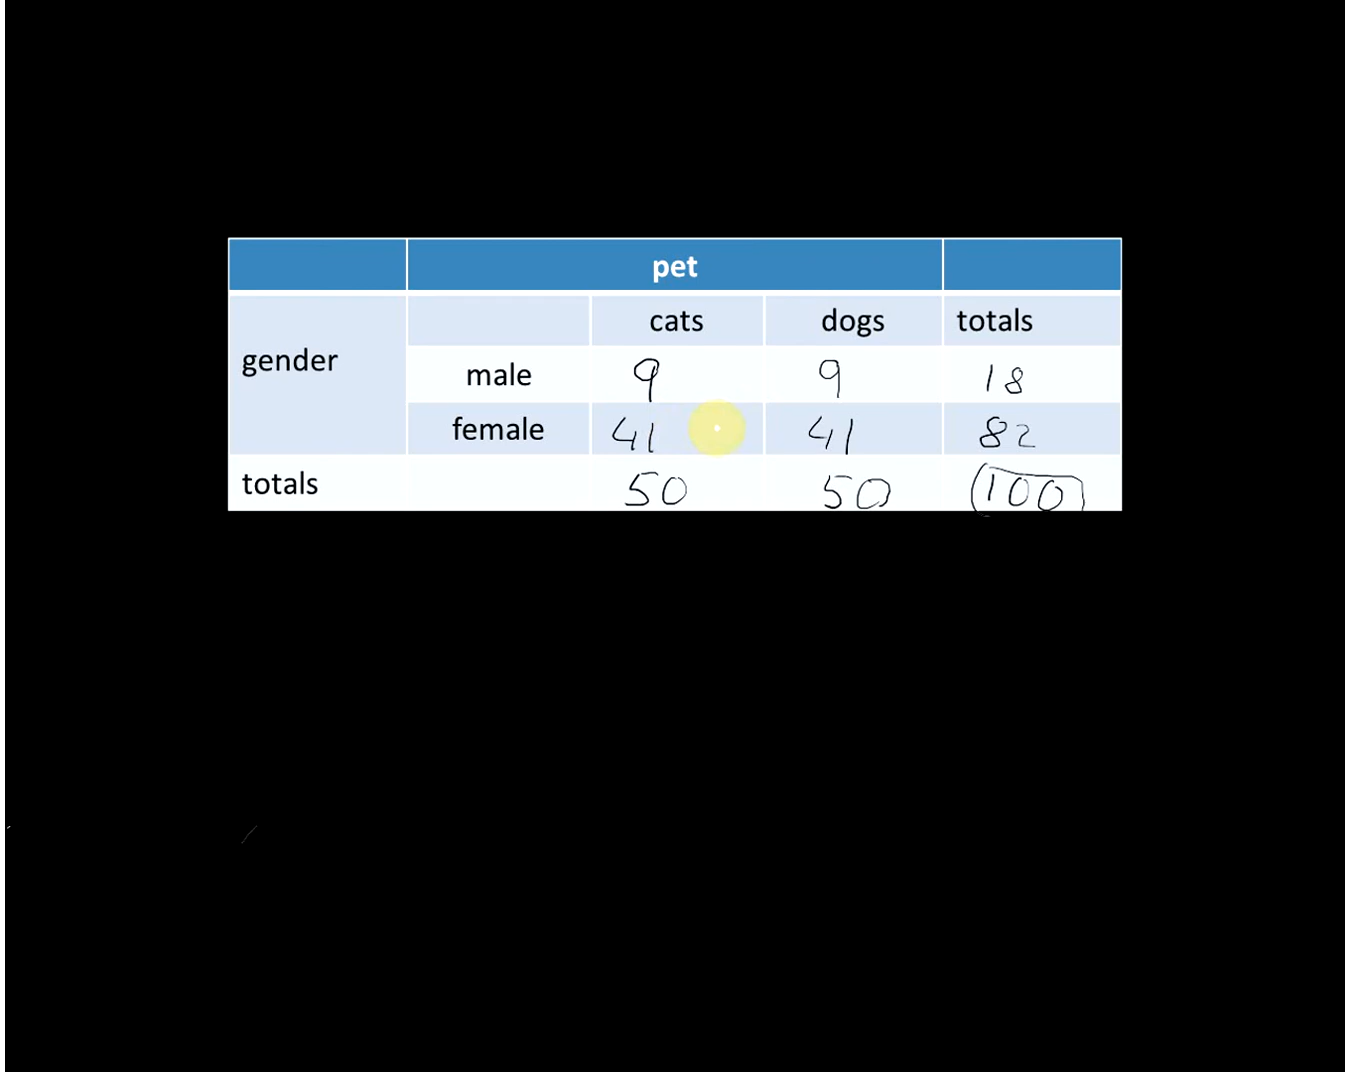 pet
cats dogs totals
gender
male 9 9 18
female 41 41 82
totals 50 50 100